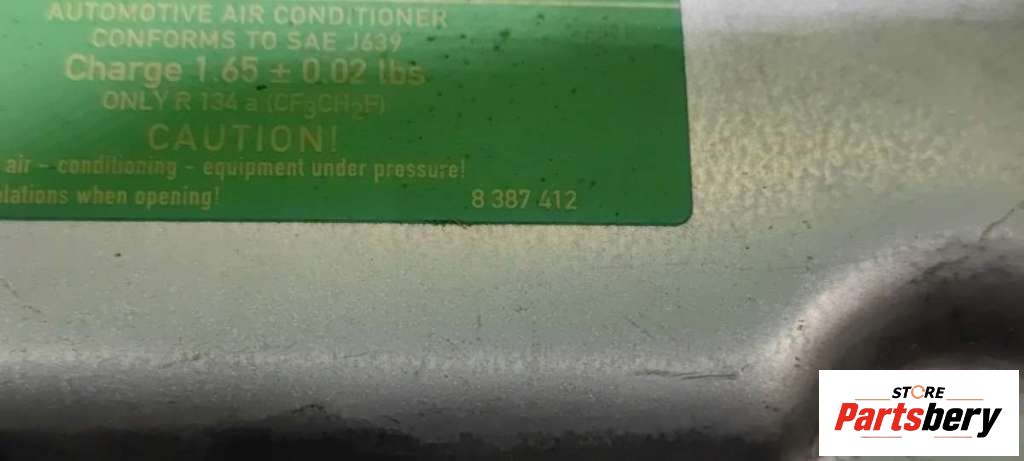 AUTOMOTIVE AIR CONDITIONER
CONFORMS TO SAE J639
Charge 1.65 ± 0.02 lbs
ONLY R 134 a (CF₃CH₂F)
CAUTION!
air - conditioning - equipment under pressure!
lations when opening!
8 387 412
STORE
Partsbery